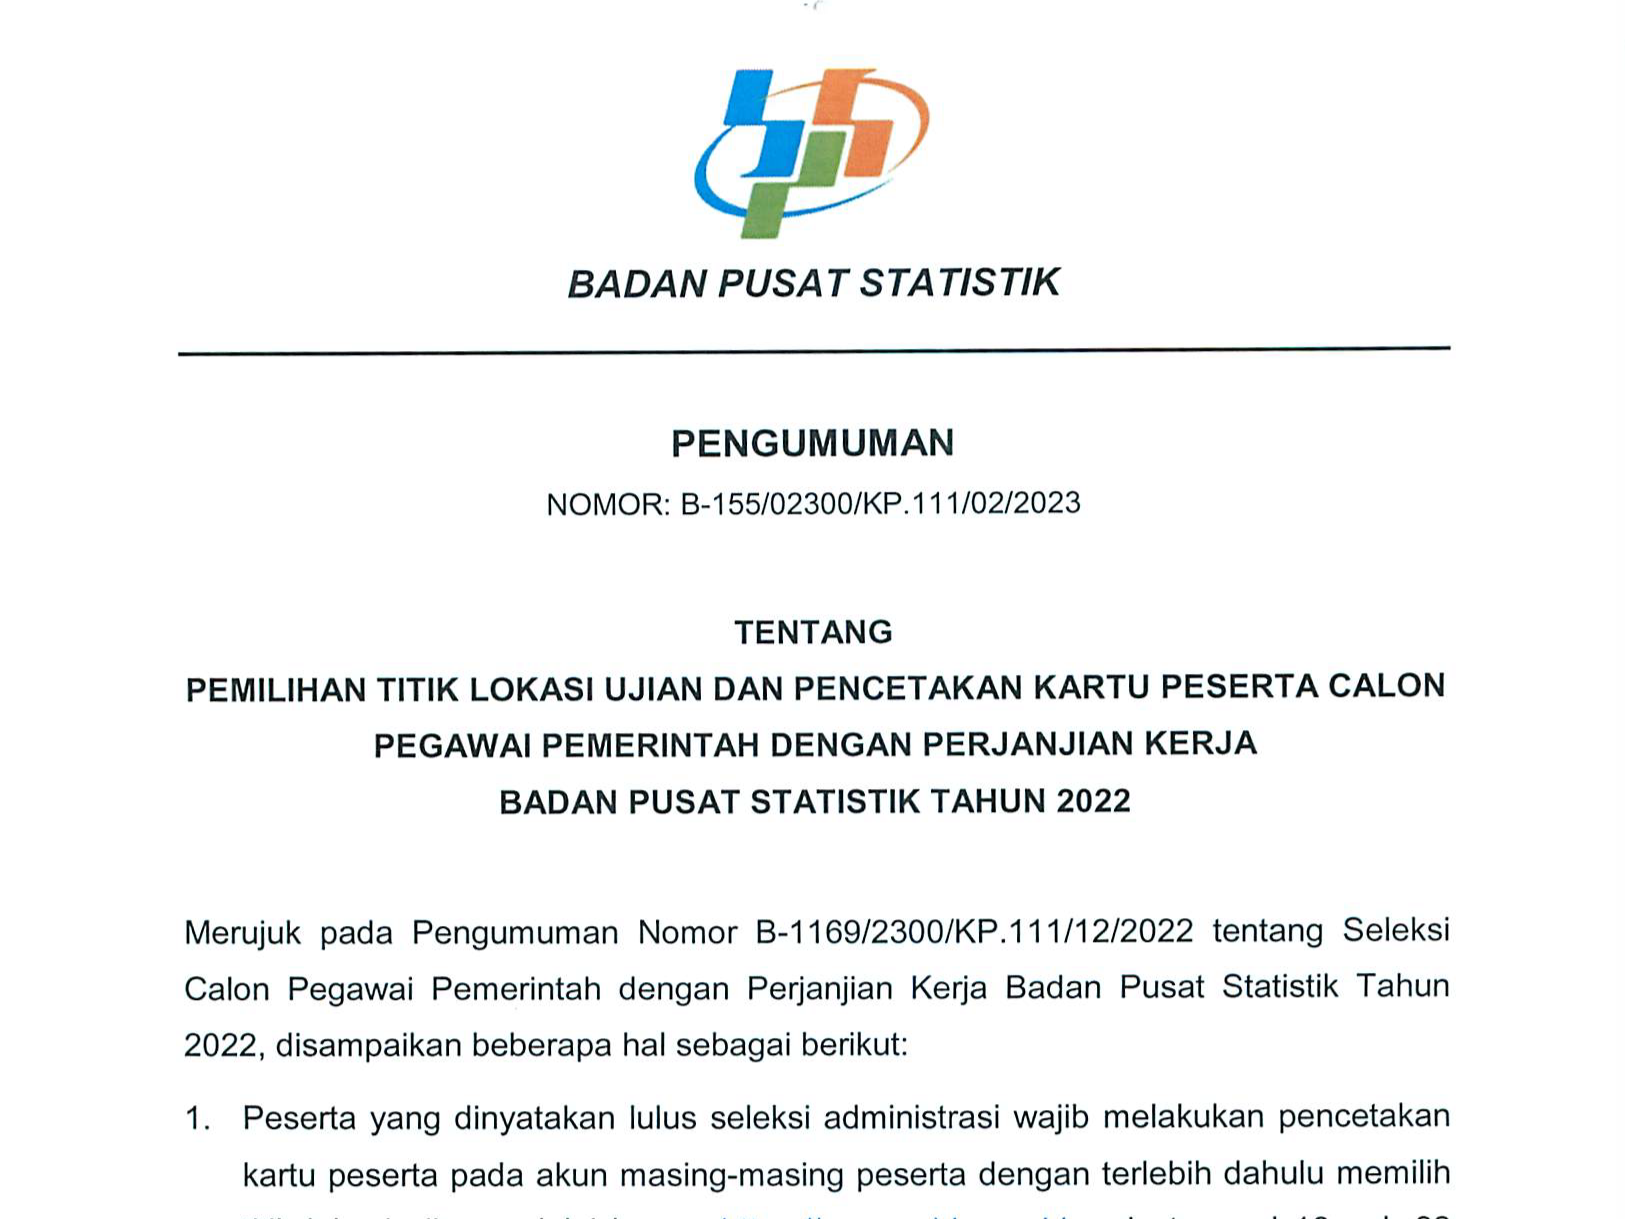 BADAN PUSAT STATISTIK
PENGUMUMAN
NOMOR: B-155/02300/KP.111/02/2023
TENTANG
PEMILIHAN TITIK LOKASI UJIAN DAN PENCETAKAN KARTU PESERTA CALON
PEGAWAI PEMERINTAH DENGAN PERJANJIAN KERJA
BADAN PUSAT STATISTIK TAHUN 2022
Merujuk pada Pengumuman Nomor B-1169/2300/KP.111/12/2022 tentang Seleksi
Calon Pegawai Pemerintah dengan Perjanjian Kerja Badan Pusat Statistik Tahun
2022, disampaikan beberapa hal sebagai berikut:
1. Peserta yang dinyatakan lulus seleksi administrasi wajib melakukan pencetakan
kartu peserta pada akun masing-masing peserta dengan terlebih dahulu memilih